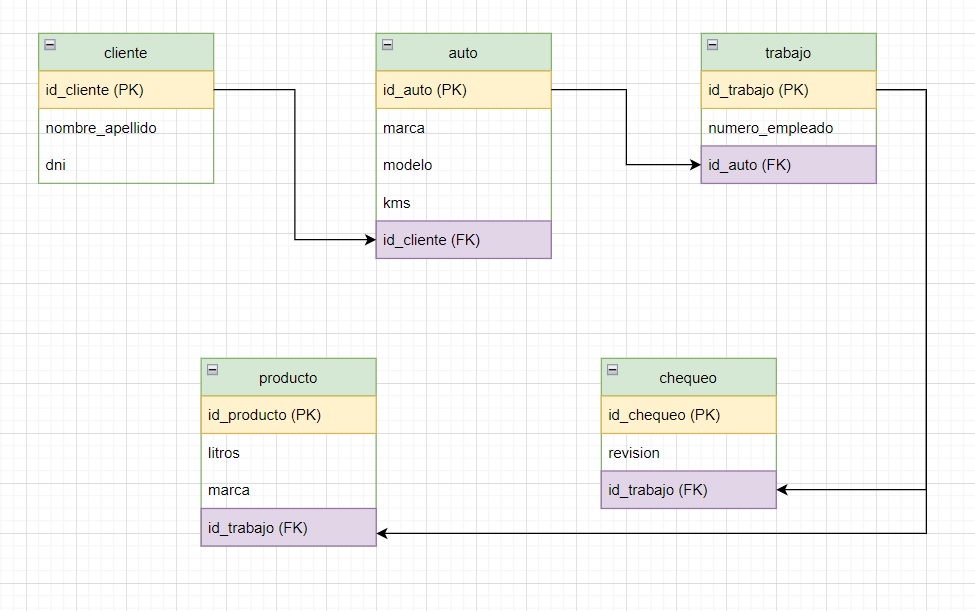 cliente
id_cliente (PK)
nombre_apellido
dni
auto
id_auto (PK)
marca
modelo
kms
id_cliente (FK)
trabajo
id_trabajo (PK)
numero_empleado
id_auto (FK)
producto
id_producto (PK)
litros
marca
id_trabajo (FK)
chequeo
id_chequeo (PK)
revision
id_trabajo (FK)